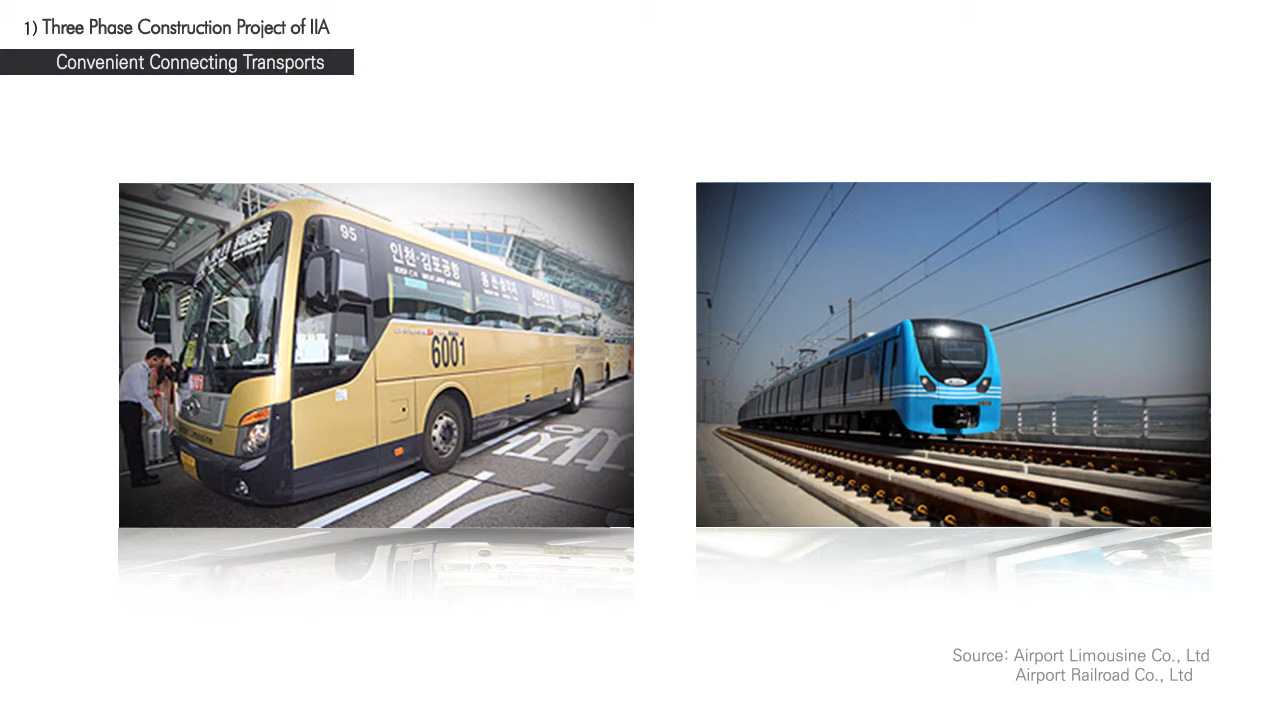 1) Three Phase Construction Project of IIA
Convenient Connecting Transports
95
인천·김포공항
6001
Source: Airport Limousine Co., Ltd
Airport Railroad Co., Ltd